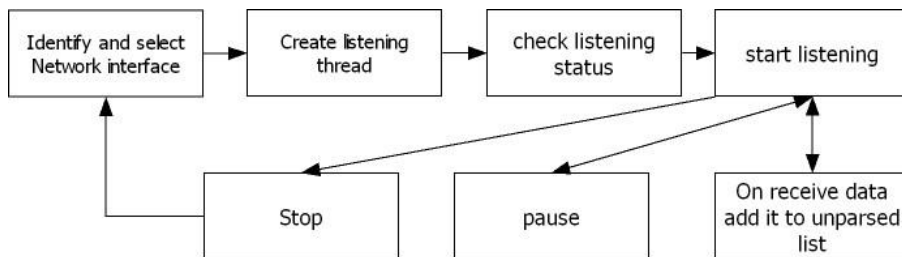 Identify and select
Network interface
Create listening
thread
check listening
status
start listening
Stop
pause
On receive data
add it to unparsed
list